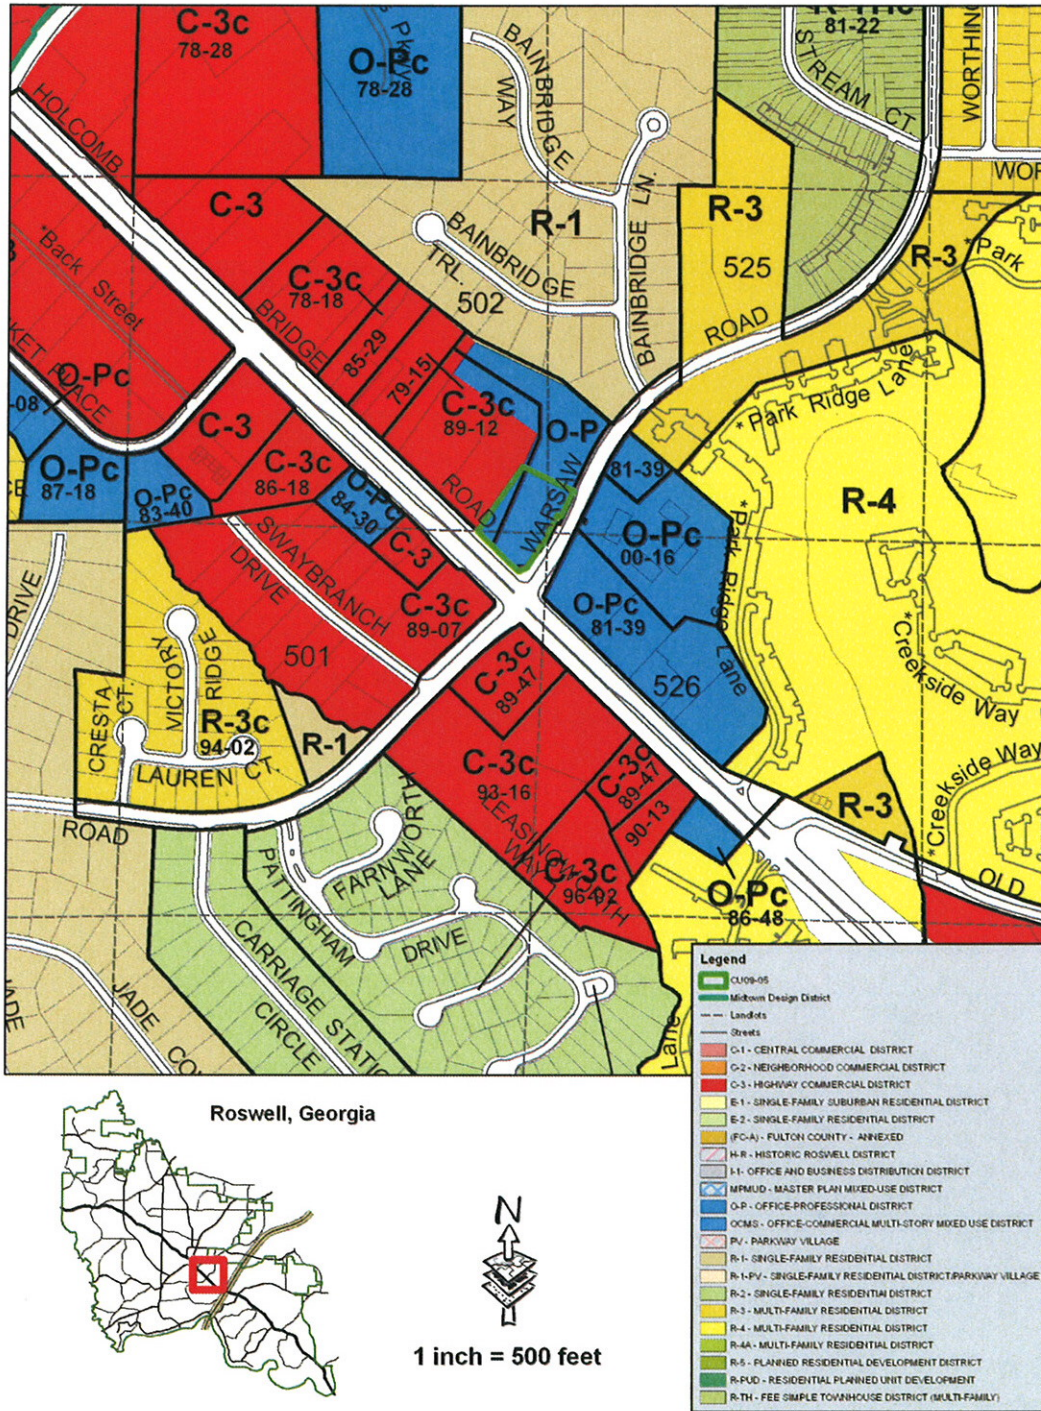 C-3c
78-28
O-Pc
78-28
Pkwy
BAINBRIDGE
WAY
81-22
STREAM CT
WORTHING
HOLCOMB
C-3
R-1
BAINBRIDGE LN.
R-3
525
R-3
*Park
*Back Street
BAINBRIDGE
TRL.
502
C-3c
78-18
BRIDGE
85-29
79-15
ROAD
O-Pc
-08
C-3
C-3c
89-12
O-P
*Park Ridge Lane
O-Pc
87-18
O-Pc
83-40
C-3c
86-18
O-Pc
84-30
ROAD
WARSAW
81-39
R-4
O-Pc
00-16
C-3
SWAYBRANCH
DRIVE
C-3c
89-07
O-Pc
81-39
*Park Ridge Lane
*Creekside Way
DRIVE
VICTORY
RIDGE
501
C-3c
89-47
526
CRESTA
CT.
R-3c
94-02
R-1
LAUREN CT.
C-3c
93-16
C-3c
89-47
90-13
R-3
*Creekside Way
ROAD
FARNWORTH
LANE
PATTINGHAM
DRIVE
LEASINGWORTH
WAY
C-3c
96-02
O-Pc
86-48
OLD
CARRIAGE STATIO
CIRCLE
JADE
JADE
CO
Lane
Legend
CU09-05
Midtown Design District
Landlots
Streets
C-1 - CENTRAL COMMERCIAL DISTRICT
C-2 - NEIGHBORHOOD COMMERCIAL DISTRICT
C-3 - HIGHWAY COMMERCIAL DISTRICT
E-1 - SINGLE-FAMILY SUBURBAN RESIDENTIAL DISTRICT
E-2 - SINGLE-FAMILY RESIDENTIAL DISTRICT
(FC-A) - FULTON COUNTY - ANNEXED
H-R - HISTORIC ROSWELL DISTRICT
I-1- OFFICE AND BUSINESS DISTRIBUTION DISTRICT
MPMUD - MASTER PLAN MIXED-USE DISTRICT
O-P - OFFICE-PROFESSIONAL DISTRICT
OCMS - OFFICE-COMMERCIAL MULTI-STORY MIXED USE DISTRICT
PV - PARKWAY VILLAGE
R-1- SINGLE-FAMILY RESIDENTIAL DISTRICT
R-1-PV - SINGLE-FAMILY RESIDENTIAL DISTRICT/PARKWAY VILLAGE
R-2 - SINGLE-FAMILY RESIDENTIAL DISTRICT
R-3 - MULTI-FAMILY RESIDENTIAL DISTRICT
R-4 - MULTI-FAMILY RESIDENTIAL DISTRICT
R-4A - MULTI-FAMILY RESIDENTIAL DISTRICT
R-5 - PLANNED RESIDENTIAL DEVELOPMENT DISTRICT
R-PUD - RESIDENTIAL PLANNED UNIT DEVELOPMENT
R-TH - FEE SIMPLE TOWNHOUSE DISTRICT (MULTI-FAMILY)
Roswell, Georgia
N
1 inch = 500 feet